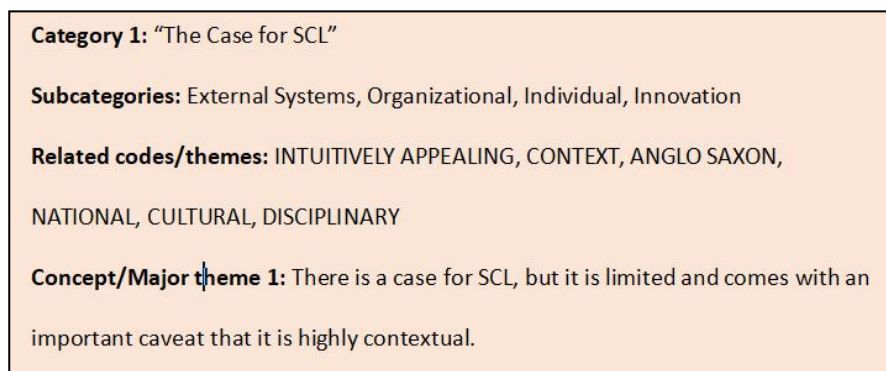 Category 1: “The Case for SCL”
Subcategories: External Systems, Organizational, Individual, Innovation
Related codes/themes: INTUITIVELY APPEALING, CONTEXT, ANGLO SAXON,
NATIONAL, CULTURAL, DISCIPLINARY
Concept/Major theme 1: There is a case for SCL, but it is limited and comes with an
important caveat that it is highly contextual.